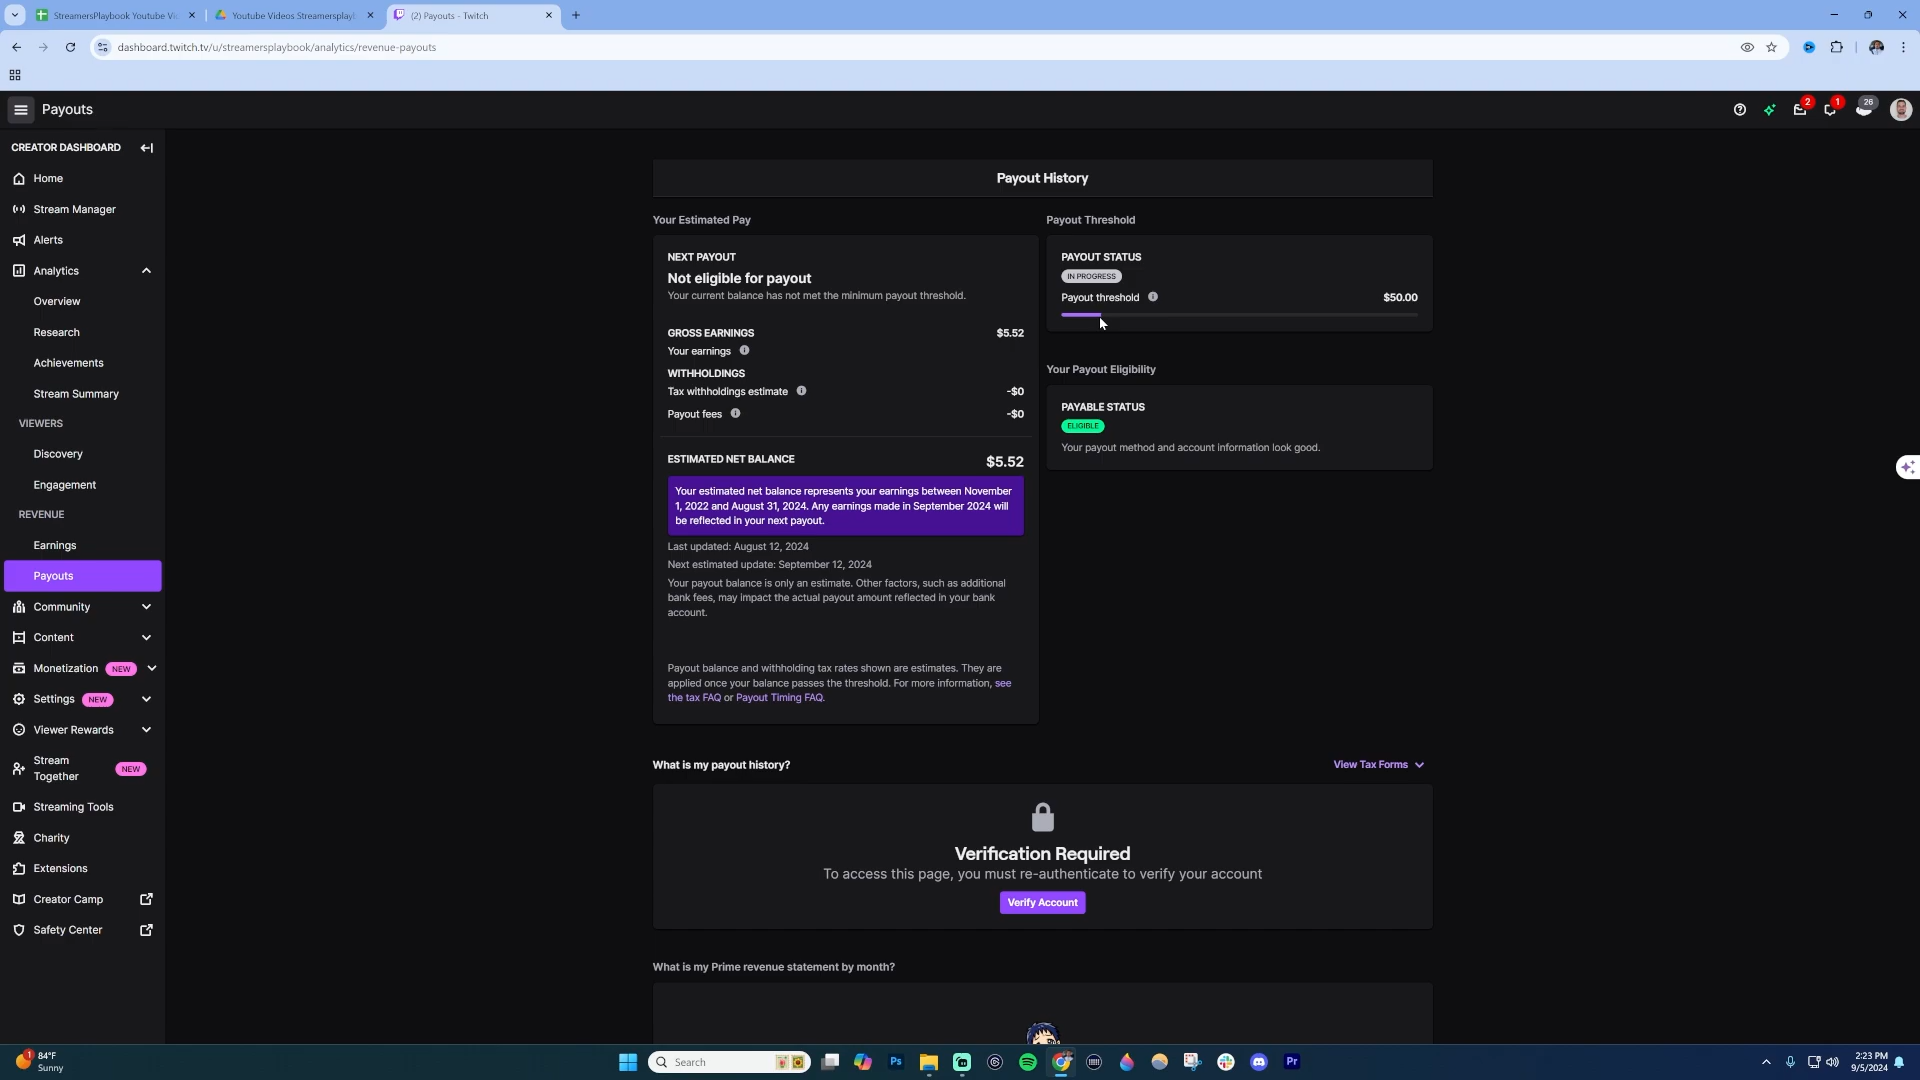 StreamersPlaybook Youtube Vi
Youtube Videos Streamersplayl
(2) Payouts - Twitch
dashboard.twitch.tv/u/streamersplaybook/analytics/revenue-payouts
Payouts
2
1
26
CREATOR DASHBOARD
Home
Stream Manager
Alerts
Analytics
Overview
Research
Achievements
Stream Summary
VIEWERS
Discovery
Engagement
REVENUE
Earnings
Payouts
Community
Content
Monetization NEW
Settings NEW
Viewer Rewards
Stream
Together NEW
Streaming Tools
Charity
Extensions
Creator Camp
Safety Center
Payout History
Your Estimated Pay
NEXT PAYOUT
Not eligible for payout
Your current balance has not met the minimum payout threshold.
GROSS EARNINGS $5.52
Your earnings
WITHHOLDINGS
Tax withholdings estimate -$0
Payout fees -$0
ESTIMATED NET BALANCE $5.52
Your estimated net balance represents your earnings between November
1, 2022 and August 31, 2024. Any earnings made in September 2024 will
be reflected in your next payout.
Last updated: August 12, 2024
Next estimated update: September 12, 2024
Your payout balance is only an estimate. Other factors, such as additional
bank fees, may impact the actual payout amount reflected in your bank
account.
Payout balance and withholding tax rates shown are estimates. They are
applied once your balance passes the threshold. For more information, see
the tax FAQ or Payout Timing FAQ.
Payout Threshold
PAYOUT STATUS
IN PROGRESS
Payout threshold $50.00
Your Payout Eligibility
PAYABLE STATUS
ELIGIBLE
Your payout method and account information look good.
What is my payout history?
View Tax Forms
Verification Required
To access this page, you must re-authenticate to verify your account
Verify Account
What is my Prime revenue statement by month?
1
84°F
Sunny
Search
Ps
Pr
2:23 PM
9/5/2024